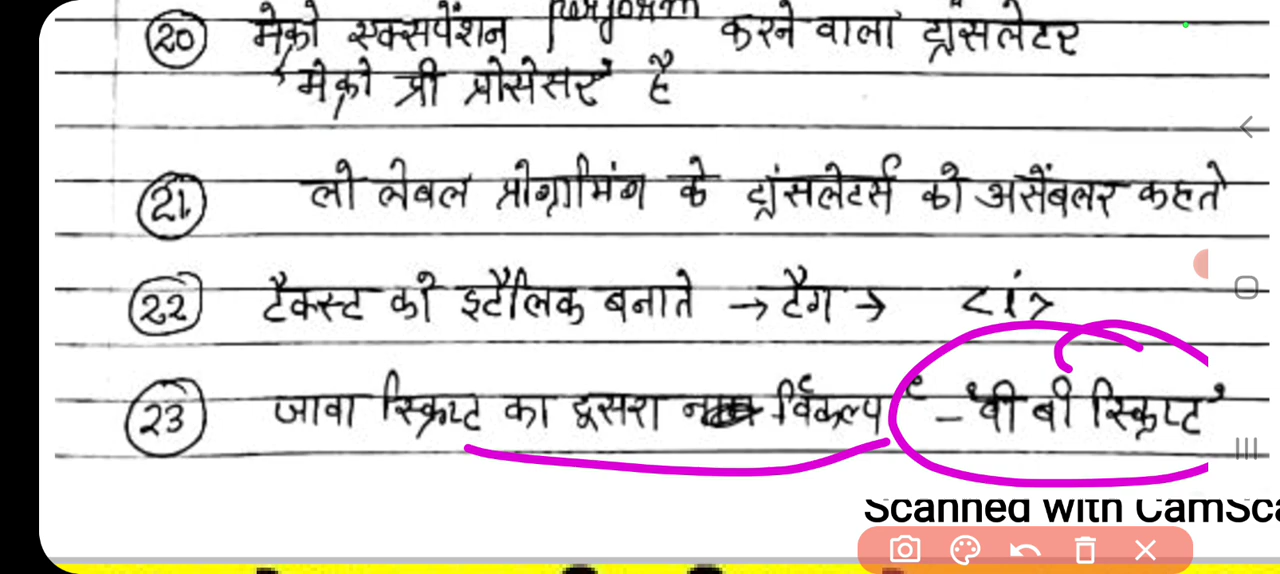 20 मेक्रो एक्सपेंशन Perform करने वाला ट्रांसलेटर
'मेक्रो प्री प्रोसेसर' है
21. लो लेवल प्रोग्रामिंग के ट्रांसलेटर्स को असेंबलर कहते
22 टैक्स्ट को इटैलिक बनाते → टैग → <i>
23 जावा स्क्रिप्ट का दूसरा विकल्प है - 'वी बी स्क्रिप्ट'
Scanned with CamSca